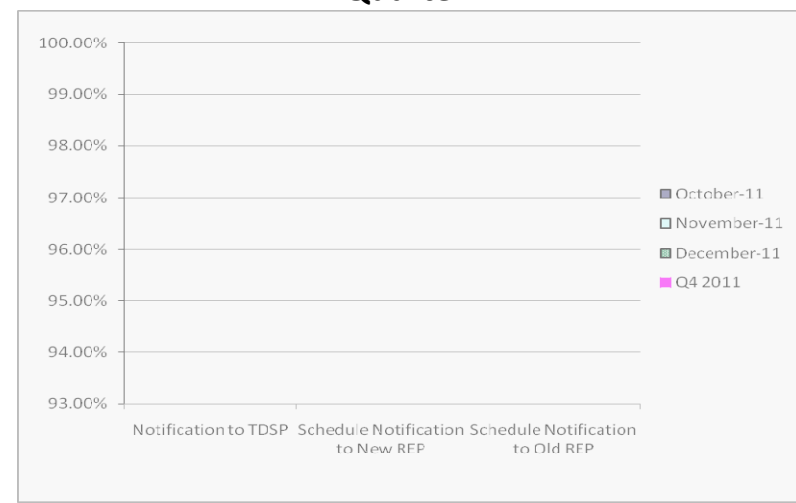 100.00%
99.00%
98.00%
97.00%
96.00%
95.00%
94.00%
93.00%
Notification to TDSP
Schedule Notification
to New REP
Schedule Notification
to Old REP
October-11
November-11
December-11
Q4 2011